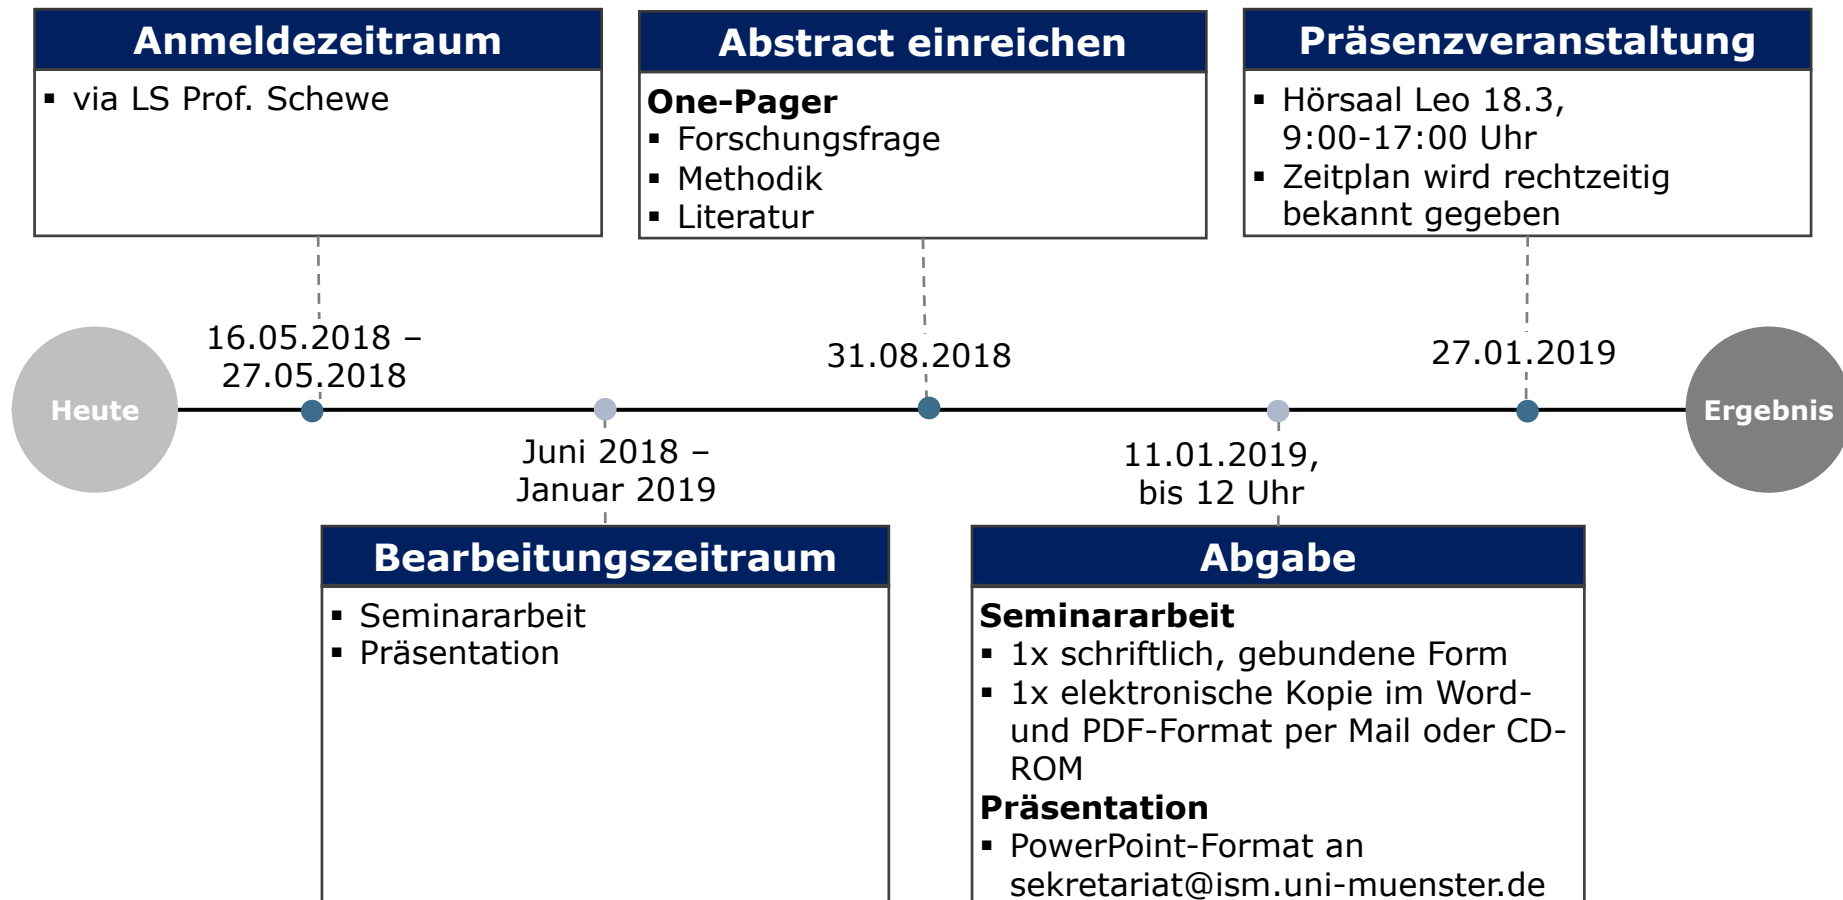 Anmeldezeitraum
▪ via LS Prof. Schewe
Abstract einreichen
One-Pager
▪ Forschungsfrage
▪ Methodik
▪ Literatur
Präsenzveranstaltung
▪ Hörsaal Leo 18.3,
9:00-17:00 Uhr
▪ Zeitplan wird rechtzeitig
bekannt gegeben
16.05.2018 –
27.05.2018
31.08.2018
27.01.2019
Heute
Ergebnis
Juni 2018 –
Januar 2019
11.01.2019,
bis 12 Uhr
Bearbeitungszeitraum
▪ Seminararbeit
▪ Präsentation
Abgabe
Seminararbeit
▪ 1x schriftlich, gebundene Form
▪ 1x elektronische Kopie im Word-
und PDF-Format per Mail oder CD-
ROM
Präsentation
▪ PowerPoint-Format an
sekretariat@ism.uni-muenster.de